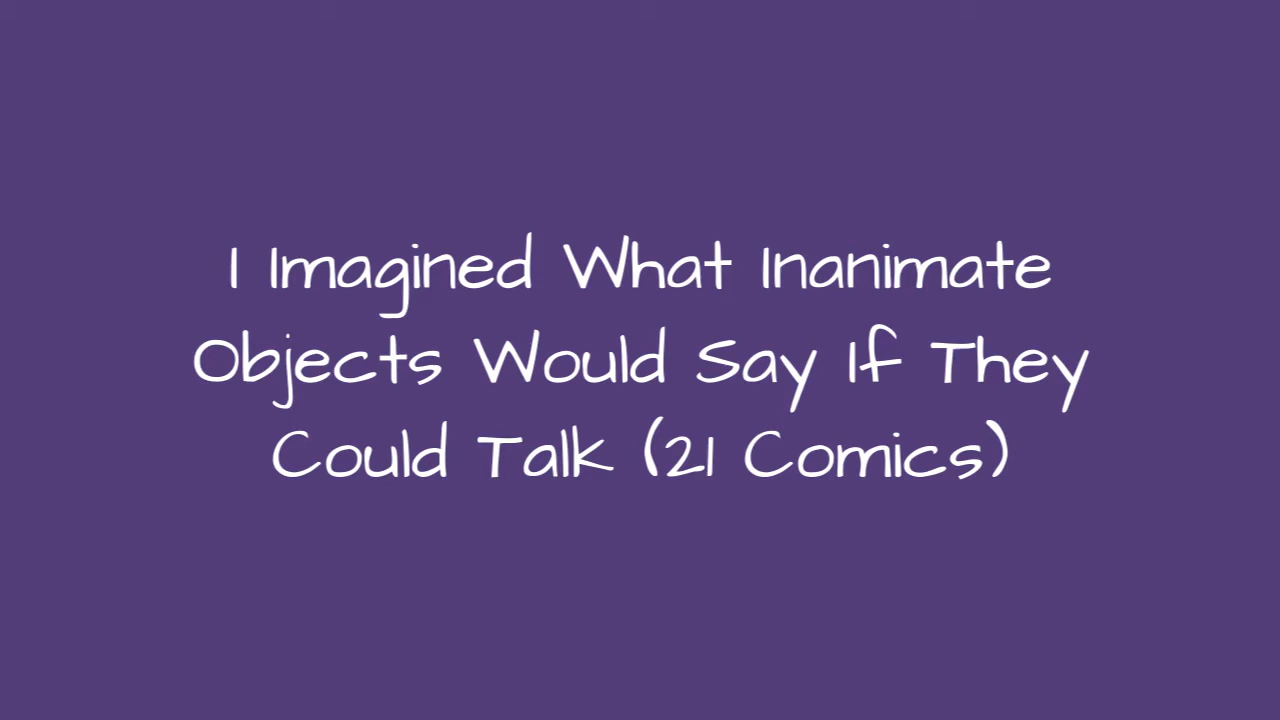 I Imagined What Inanimate
Objects Would Say If They
Could Talk (21 Comics)